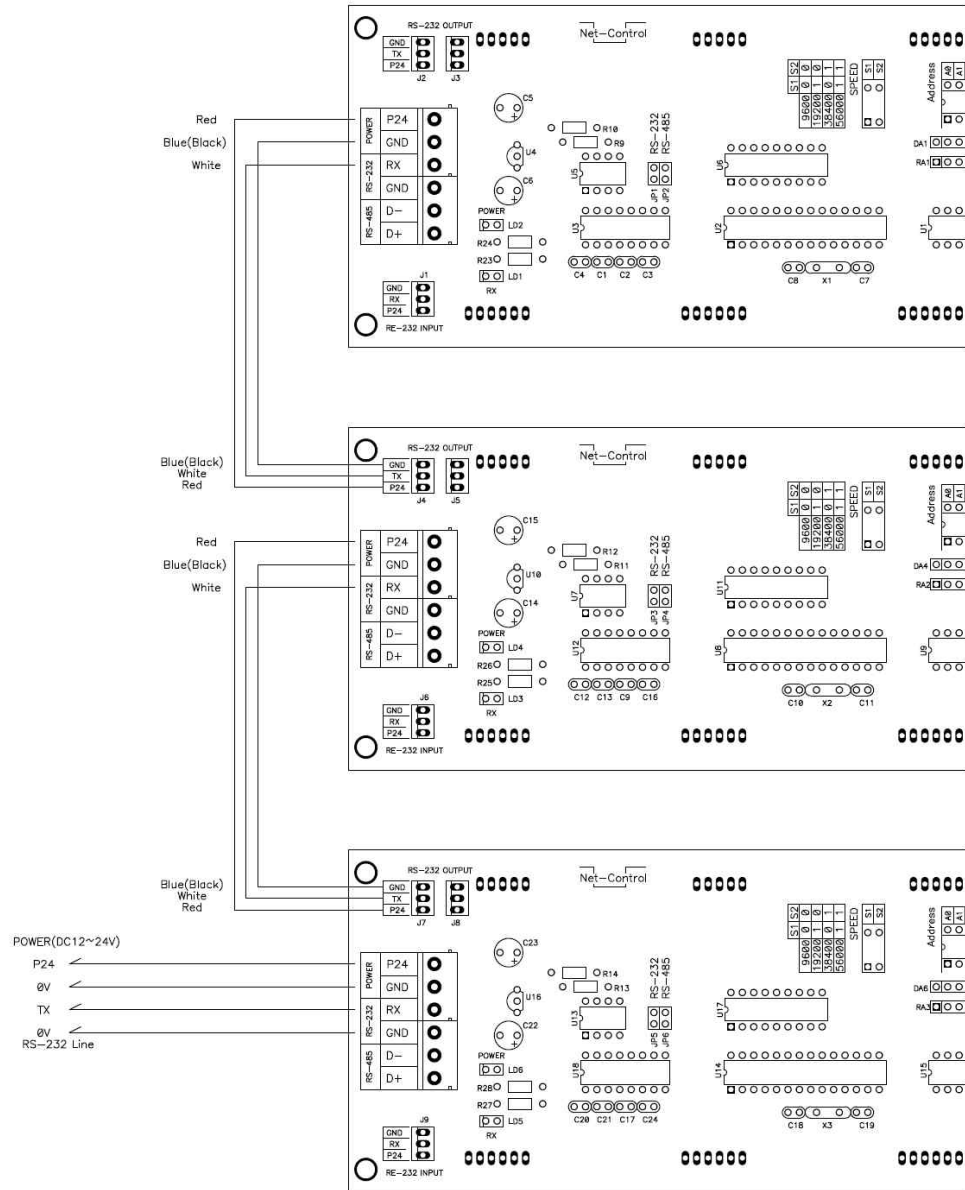 RS-232 OUTPUT
GND
TX
P24
J2 J3
Net-Control
S1 S2
9600 0 0
19200 1 0
38400 0 1
56000 1 1
SPEED
S1
S2
Address
A0
A1
DA1
RA1
Red
Blue(Black)
White
POWER
RS-232
RS-485
P24
GND
RX
GND
D-
D+
C5
U4
C6
R10
R9
U5
RS-232
RS-485
JP1
JP2
U6
POWER
LD2
R24
R23
LD1
RX
U3
C4 C1 C2 C3
U2
C8 X1 C7
U1
J1
GND
RX
P24
RE-232 INPUT
RS-232 OUTPUT
Blue(Black)
White
Red
GND
TX
P24
J4 J5
Net-Control
S1 S2
9600 0 0
19200 1 0
38400 0 1
56000 1 1
SPEED
S1
S2
Address
A0
A1
DA4
RA2
Red
Blue(Black)
White
POWER
RS-232
RS-485
P24
GND
RX
GND
D-
D+
C15
U10
C14
R12
R11
U7
RS-232
RS-485
JP3
JP4
U11
POWER
LD4
R26
R25
LD3
RX
U12
C12 C13 C9 C16
U8
C10 X2 C11
U9
J6
GND
RX
P24
RE-232 INPUT
RS-232 OUTPUT
Blue(Black)
White
Red
GND
TX
P24
J7 J8
Net-Control
S1 S2
9600 0 0
19200 1 0
38400 0 1
56000 1 1
SPEED
S1
S2
Address
A0
A1
DA6
RA3
POWER(DC12~24V)
P24
0V
TX
0V
RS-232 Line
POWER
RS-232
RS-485
P24
GND
RX
GND
D-
D+
C23
U16
C22
R14
R13
U13
RS-232
RS-485
JP5
JP6
U17
POWER
LD6
R28
R27
LD5
RX
U18
C20 C21 C17 C24
U14
C18 X3 C19
U15
J9
GND
RX
P24
RE-232 INPUT